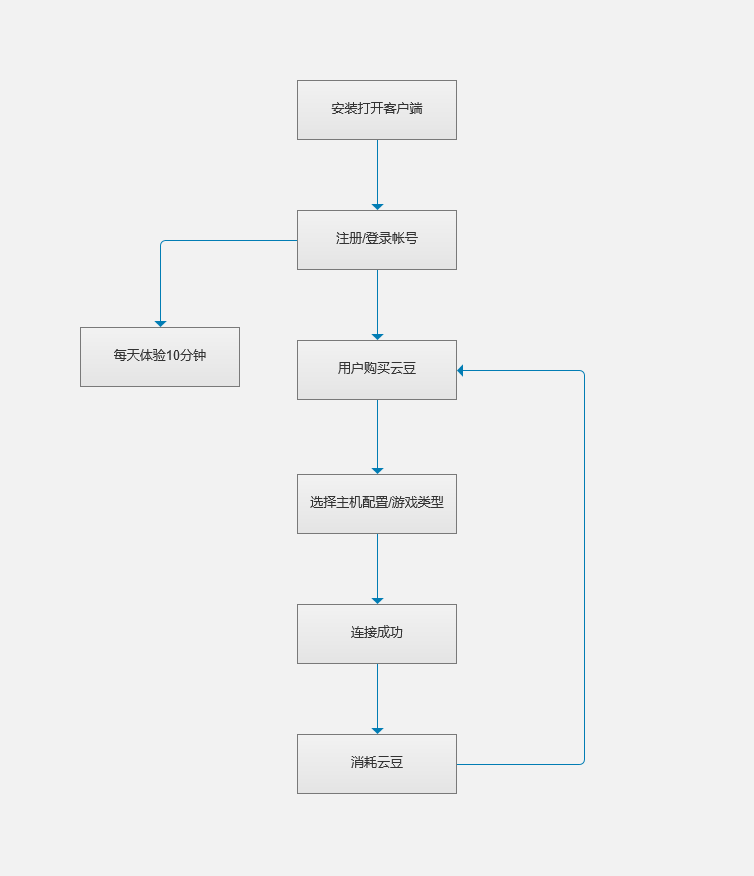 安装打开客户端
注册/登录帐号
每天体验10分钟
用户购买云豆
选择主机配置/游戏类型
连接成功
消耗云豆